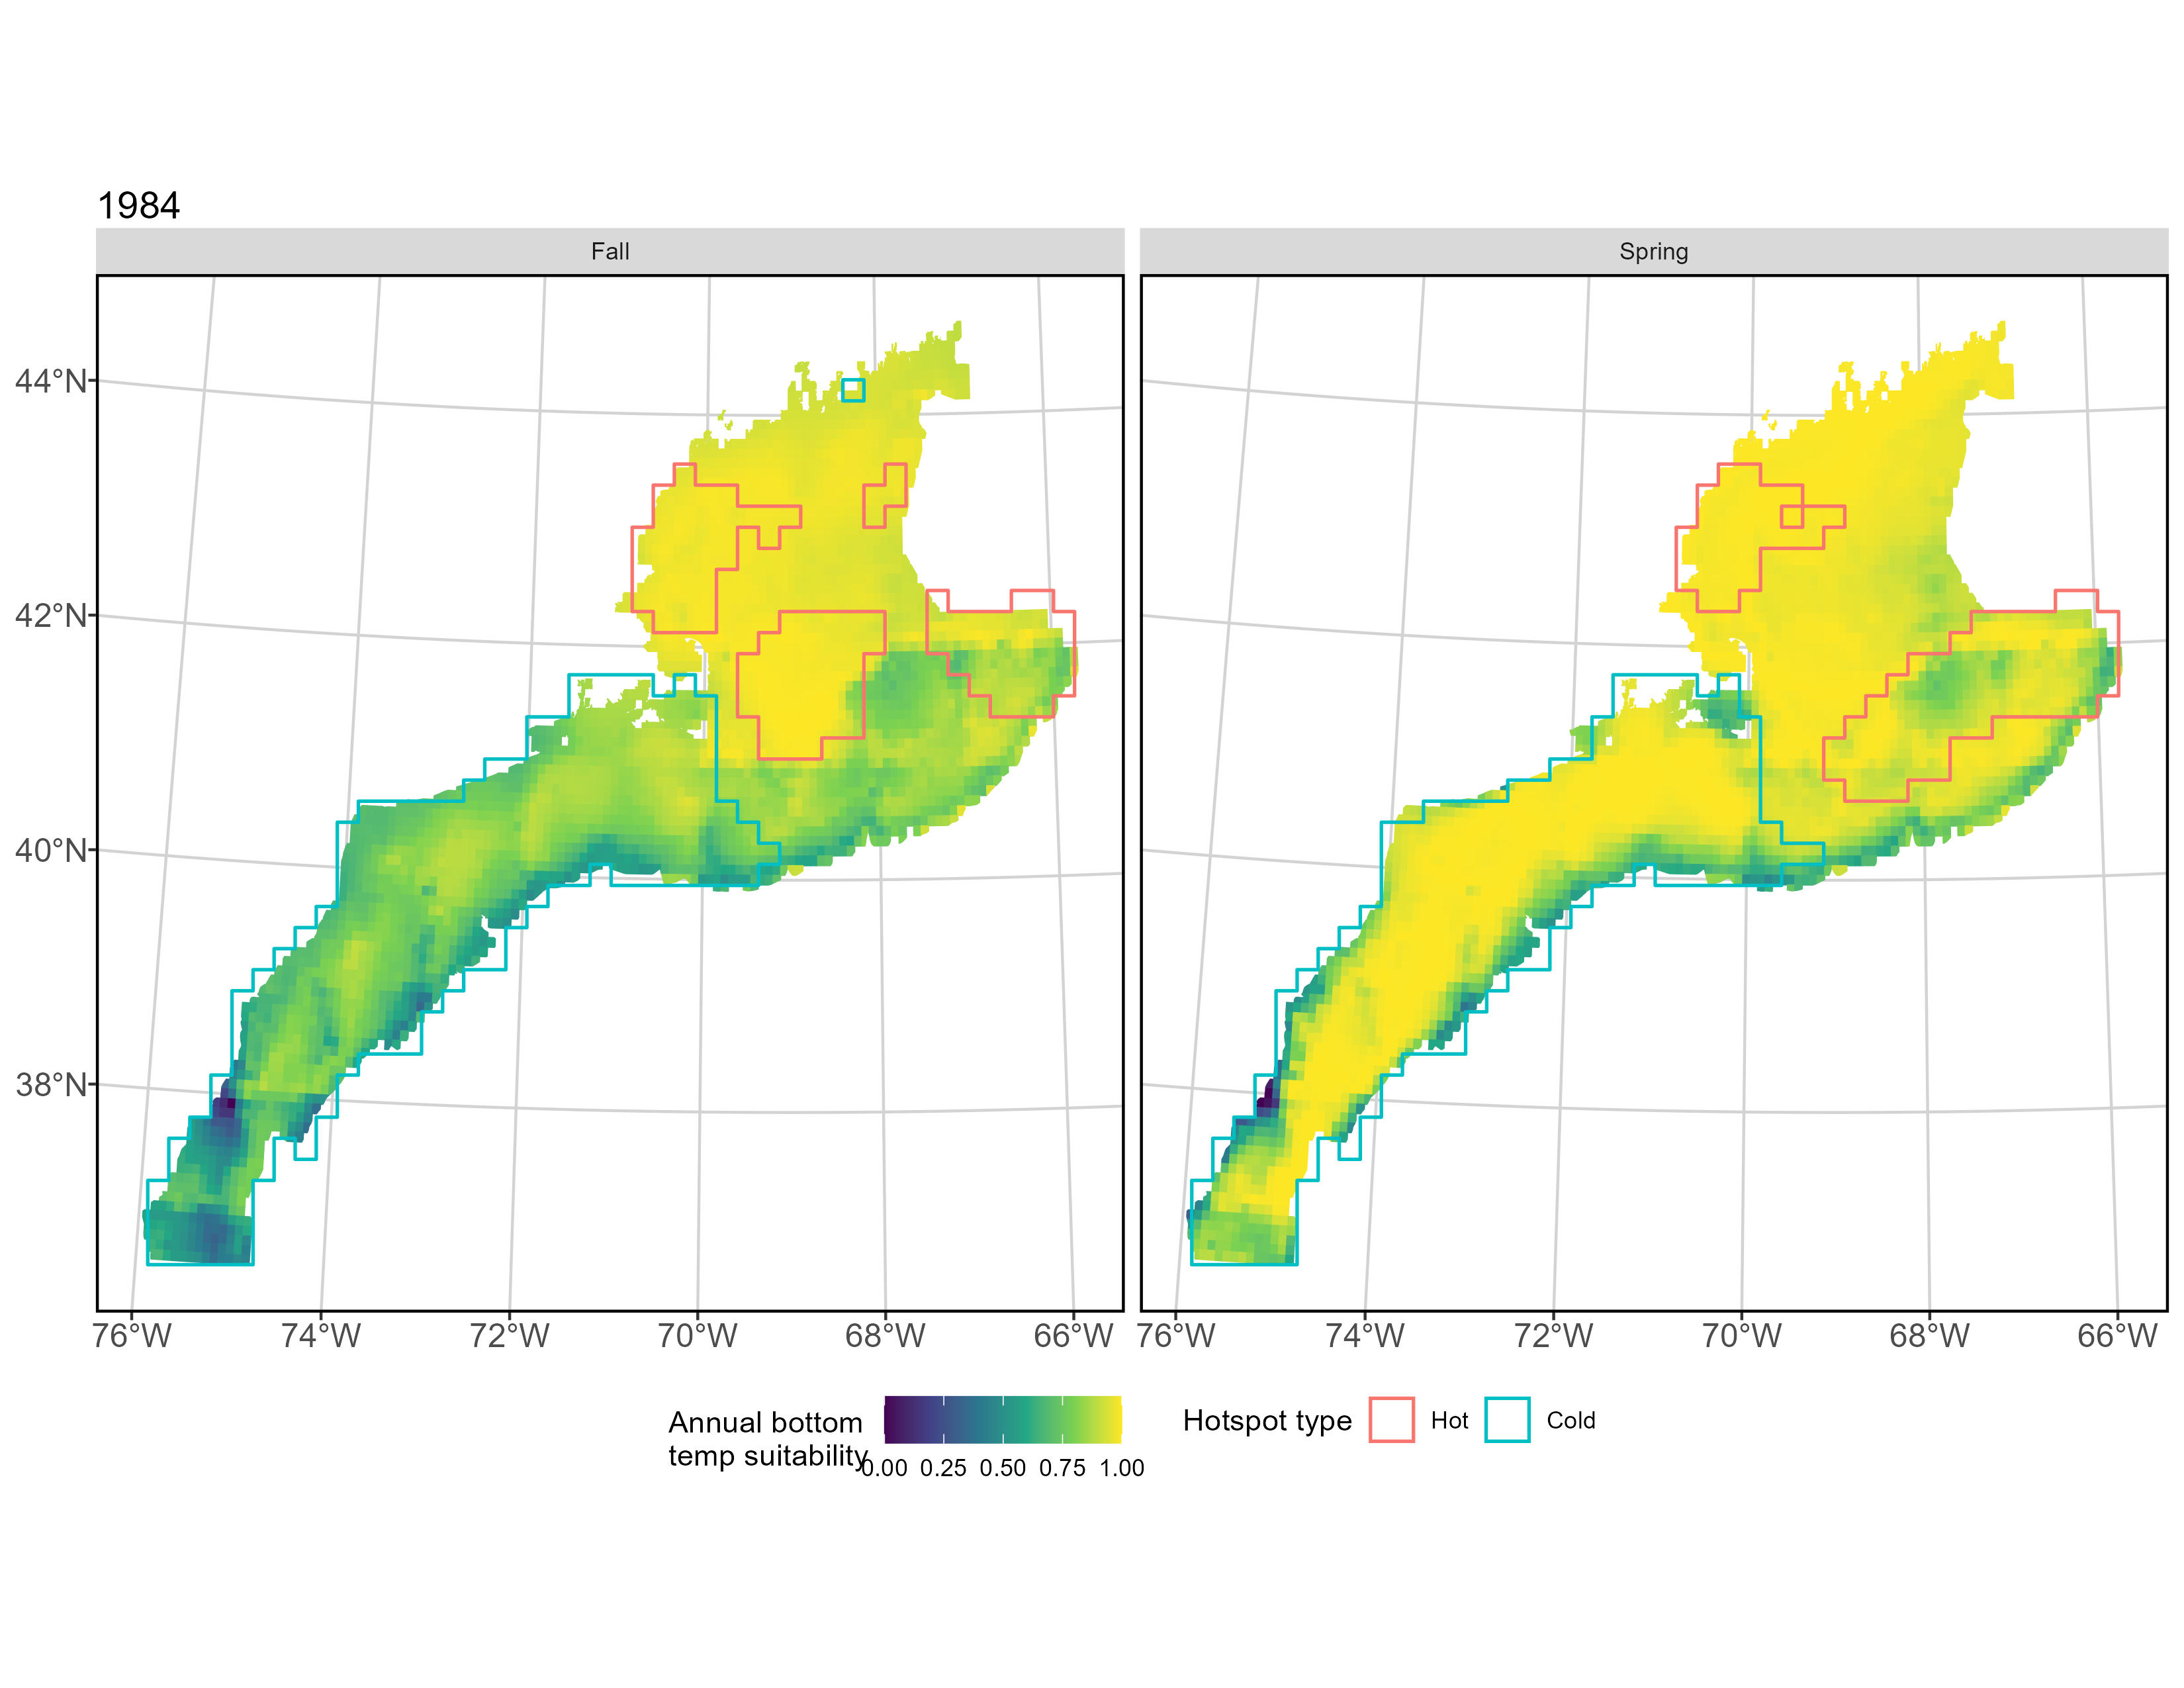 1984
Fall
Spring
44°N
42°N
40°N
38°N
76°W 74°W 72°W 70°W 68°W 66°W
76°W 74°W 72°W 70°W 68°W 66°W
Annual bottom
temp suitability
0.00 0.25 0.50 0.75 1.00
Hotspot type
Hot
Cold